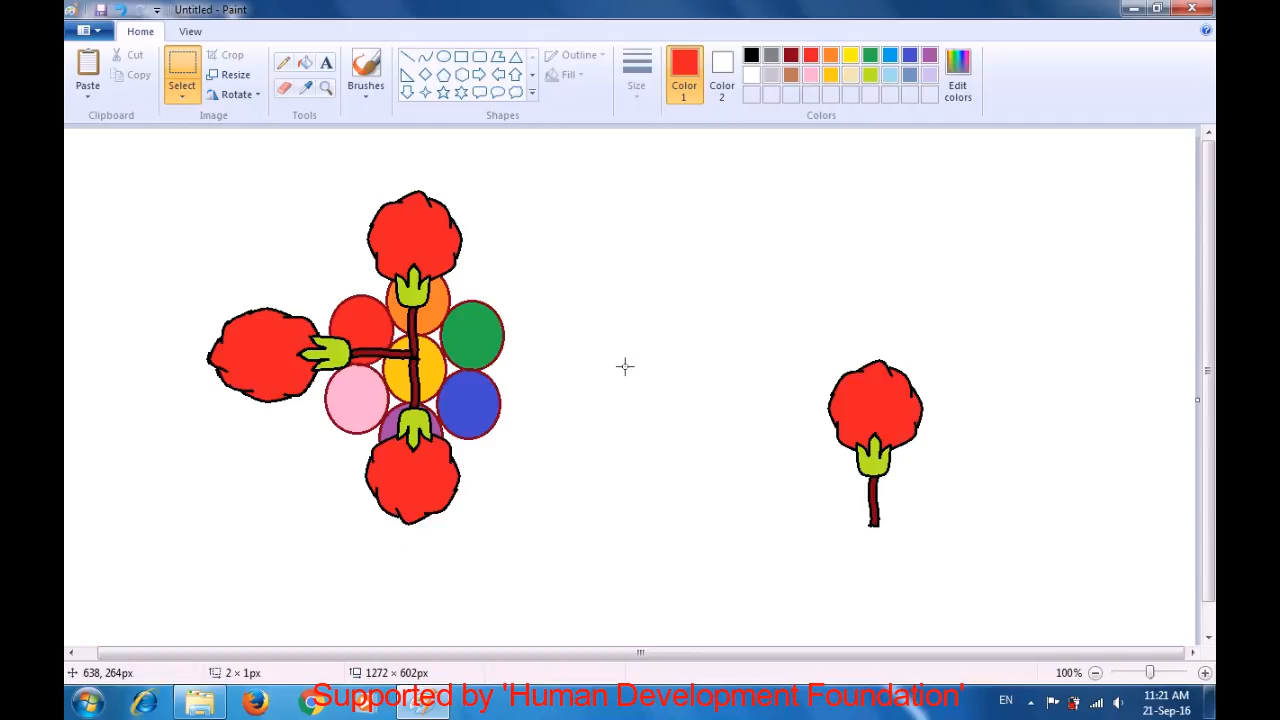 Untitled - Paint
Home
View
Paste
Cut
Copy
Clipboard
Select
Crop
Resize
Rotate
Image
Tools
Brushes
Outline
Fill
Shapes
Size
Color 1
Color 2
Edit colors
Colors
638, 264px
2 × 1px
1272 × 602px
100%
Supported by 'Human Development Foundation'
EN
11:21 AM
21-Sep-16